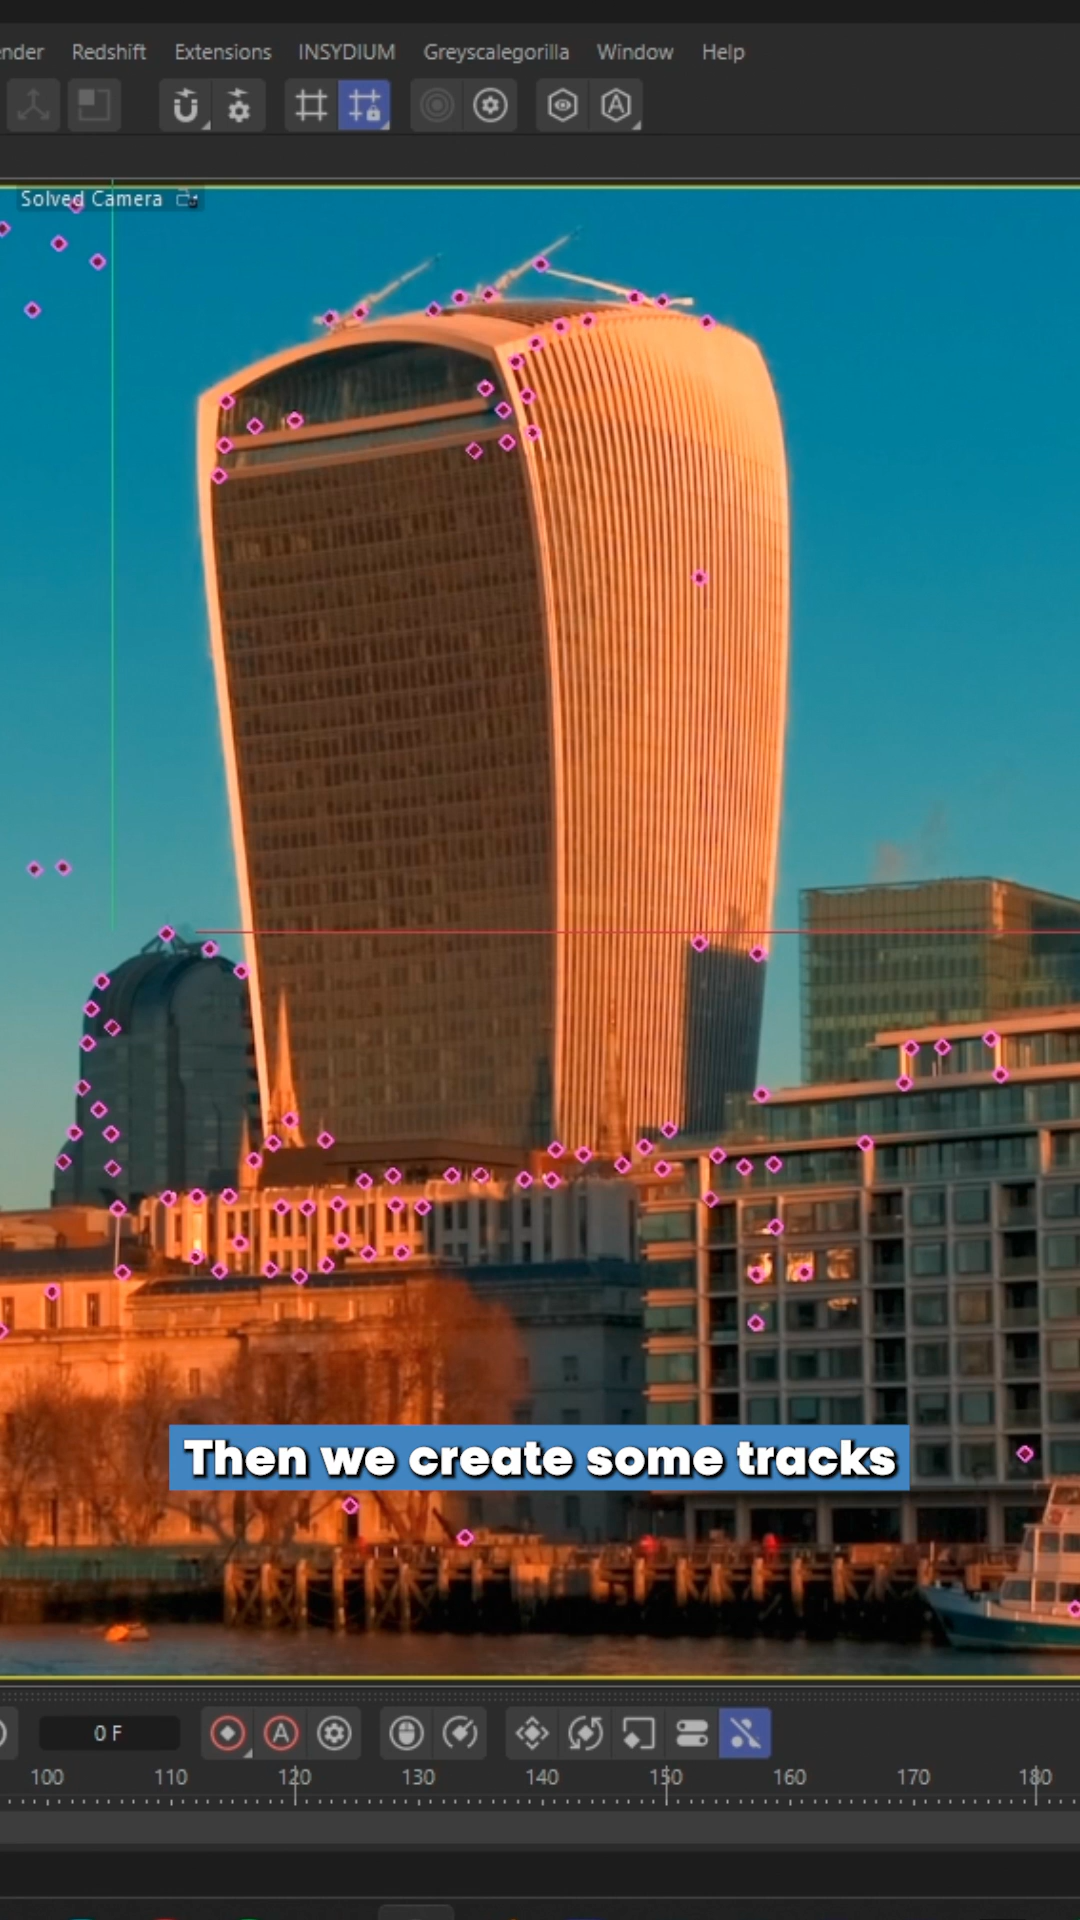 nder Redshift Extensions INSYDIUM Greyscalegorilla Window Help
Solved Camera
Then we create some tracks
0 F
100 110 120 130 140 150 160 170 180